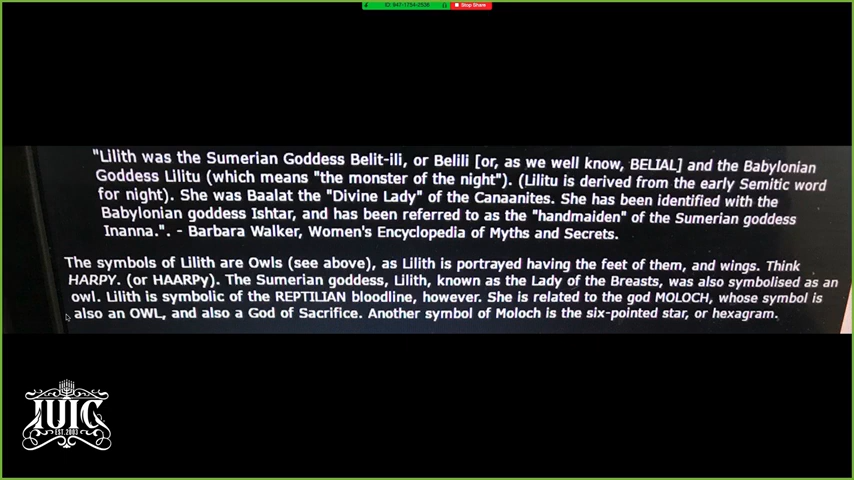 ID: 947-1754-2538 Stop Share
"Lilith was the Sumerian Goddess Belit-ili, or Belili [or, as we well know, BELIAL] and the Babylonian
Goddess Lilitu (which means "the monster of the night"). (Lilitu is derived from the early Semitic word
for night). She was Baalat the "Divine Lady" of the Canaanites. She has been identified with the
Babylonian goddess Ishtar, and has been referred to as the "handmaiden" of the Sumerian goddess
Inanna.". - Barbara Walker, Women's Encyclopedia of Myths and Secrets.
The symbols of Lilith are Owls (see above), as Lilith is portrayed having the feet of them, and wings. Think
HARPY. (or HAARPy). The Sumerian goddess, Lilith, known as the Lady of the Breasts, was also symbolised as an
owl. Lilith is symbolic of the REPTILIAN bloodline, however. She is related to the god MOLOCH, whose symbol is
also an OWL, and also a God of Sacrifice. Another symbol of Moloch is the six-pointed star, or hexagram.
IUIC
EST. 2003